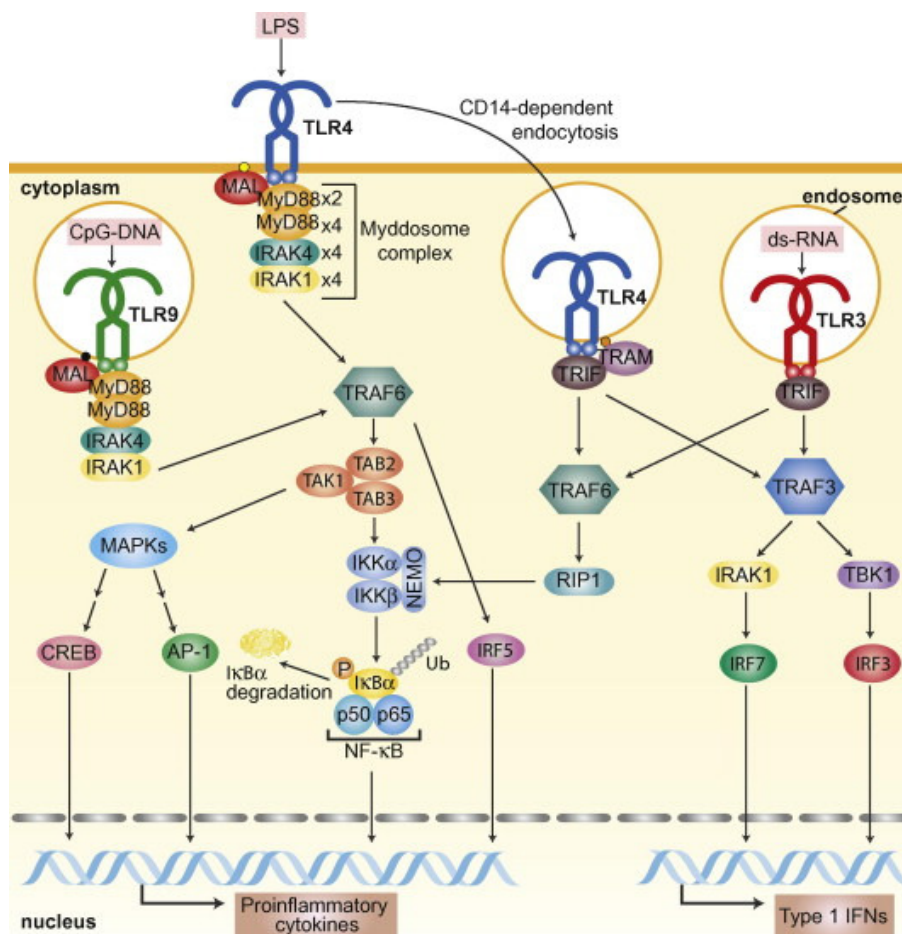 LPS
TLR4
CD14-dependent
endocytosis
cytoplasm
MAL
MyD88x2
MyD88x4
IRAK4 x4
IRAK1 x4
Myddosome
complex
endosome
CpG-DNA
TLR9
MAL
MyD88
MyD88
IRAK4
IRAK1
TLR4
TRIF
TRAM
ds-RNA
TLR3
TRIF
TRAF6
TAK1
TAB2
TAB3
TRAF6
TRAF3
MAPKs
IKKα
IKKβ
NEMO
RIP1
IRAK1
TBK1
CREB
AP-1
IκBα
degradation
P
IκBα
Ub
p50
p65
NF-κB
IRF5
IRF7
IRF3
nucleus
Proinflammatory
cytokines
Type 1 IFNs